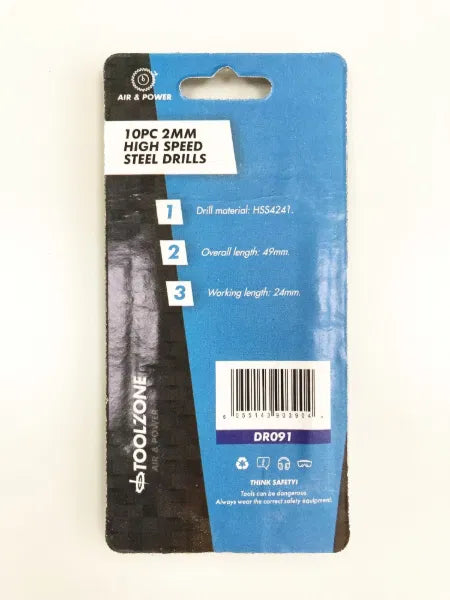 AIR & POWER
10PC 2MM
HIGH SPEED
STEEL DRILLS
1 Drill material: HSS4241.
2 Overall length: 49mm.
3 Working length: 24mm.
TOOLZONE
AIR & POWER
DR091
THINK SAFETY!
Tools can be dangerous.
Always wear the correct safety equipment.